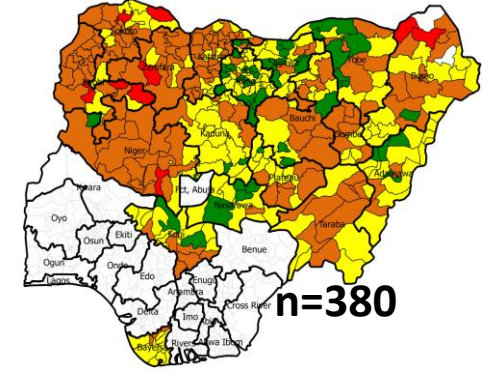 Sokoto
Zamfara
Yobe
Borno
Bauchi
Gombe
Kaduna
Niger
Plateau
Adamawa
Kwara
Fct, Abuja
Nasarawa
Taraba
Oyo
Kogi
Osun
Ekiti
Benue
Ogun
Ondo
Lagos
Edo
Enugu
Anambra
Cross River
n=380
Delta
Imo
Bayelsa
Rivers
Akwa Ibom